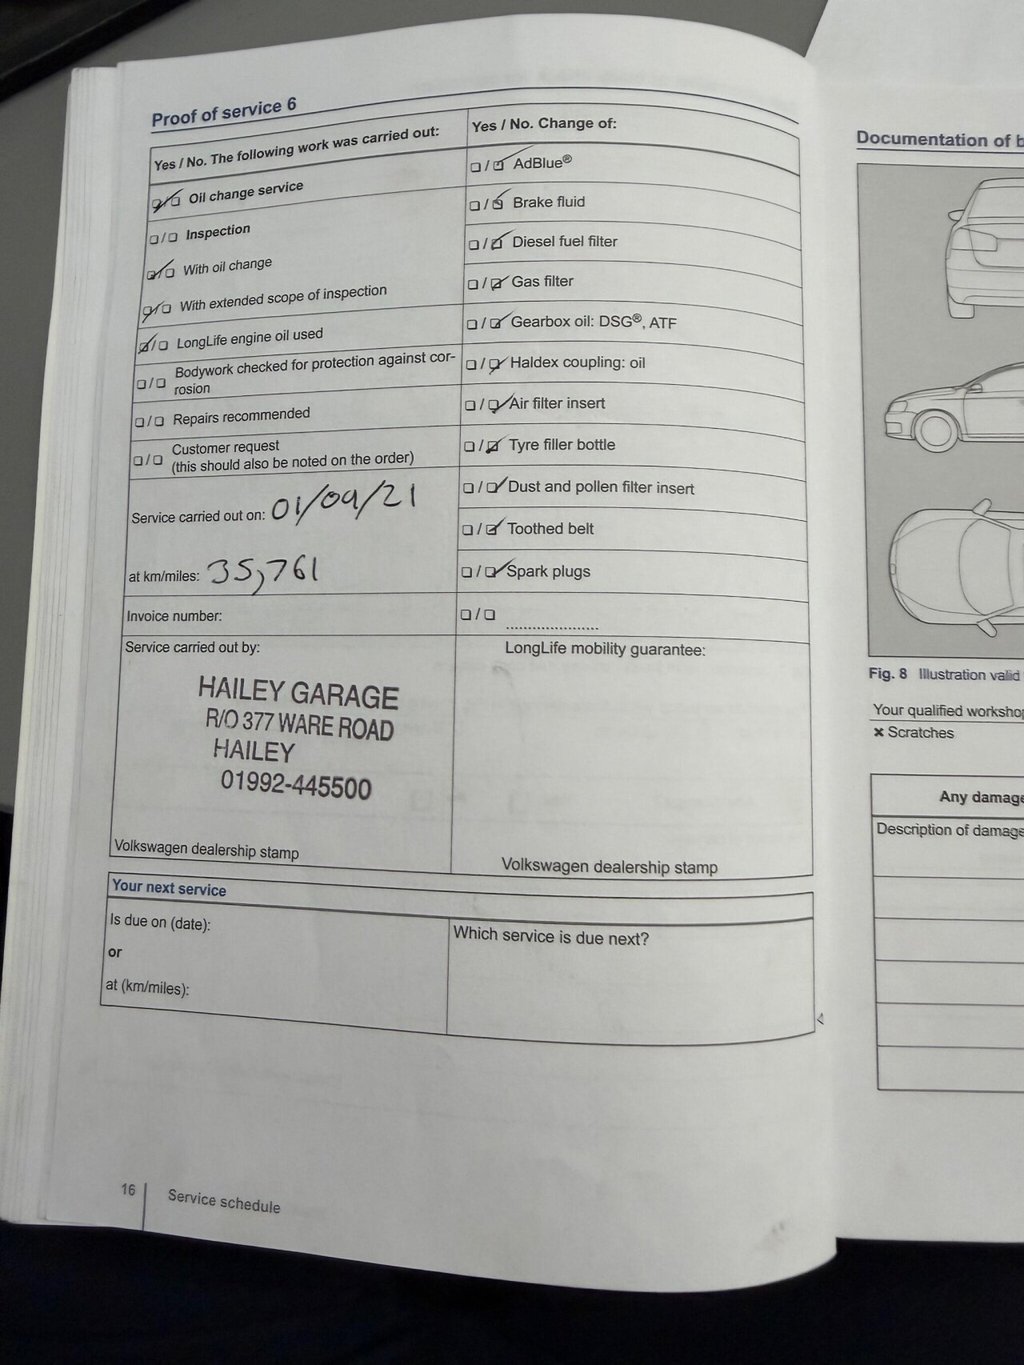 Proof of service 6
Yes / No. The following work was carried out:
Oil change service
Inspection
With oil change
With extended scope of inspection
LongLife engine oil used
Bodywork checked for protection against cor-
rosion
Repairs recommended
Customer request
(this should also be noted on the order)
Service carried out on: 01/09/21
at km/miles: 35,761
Invoice number:
Service carried out by:
HAILEY GARAGE
R/O 377 WARE ROAD
HAILEY
01992-445500
Volkswagen dealership stamp
Yes / No. Change of:
AdBlue®
Brake fluid
Diesel fuel filter
Gas filter
Gearbox oil: DSG®, ATF
Haldex coupling: oil
Air filter insert
Tyre filler bottle
Dust and pollen filter insert
Toothed belt
Spark plugs
LongLife mobility guarantee:
Volkswagen dealership stamp
Your next service
Is due on (date):
or
at (km/miles):
Which service is due next?
16 Service schedule
Documentation of
Fig. 8 Illustration valid
Your qualified
× Scratches
Any
Description of